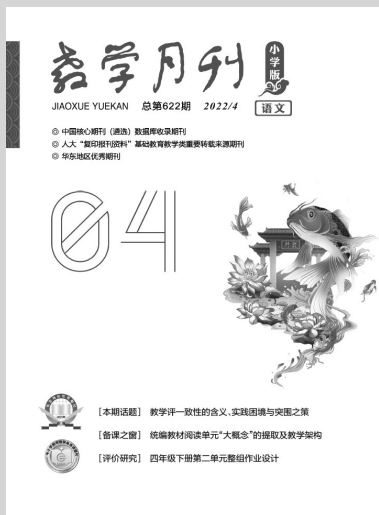 教学月刊
小学版
JIAOXUE YUEKAN 总第622期 2022/4
语文
◎ 中国核心期刊（遴选）数据库收录期刊
◎ 人大“复印报刊资料”基础教育教学类重要转载来源期刊
◎ 华东地区优秀期刊
04
［本期话题］ 教学评一致性的含义、实践困境与突围之策
［备课之窗］ 统编教材阅读单元“大概念”的提取及教学架构
［评价研究］ 四年级下册第二单元整组作业设计